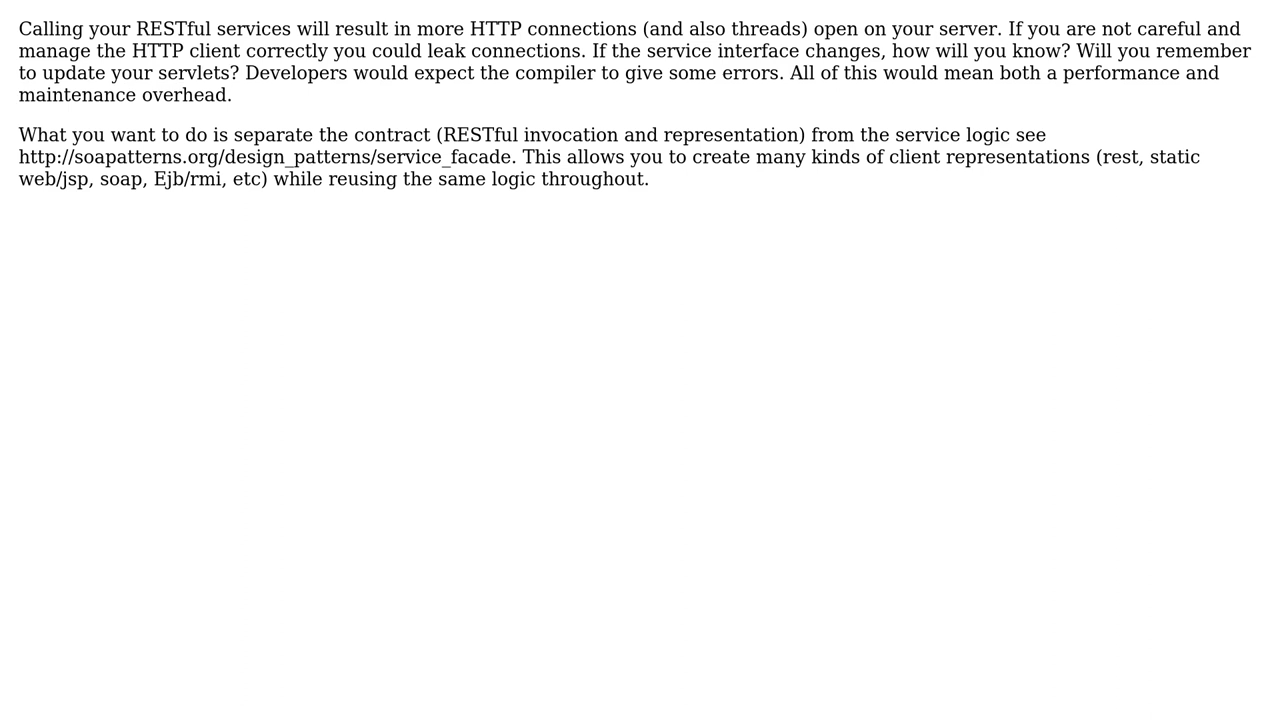 Calling your RESTful services will result in more HTTP connections (and also threads) open on your server. If you are not careful and
manage the HTTP client correctly you could leak connections. If the service interface changes, how will you know? Will you remember
to update your servlets? Developers would expect the compiler to give some errors. All of this would mean both a performance and
maintenance overhead.
What you want to do is separate the contract (RESTful invocation and representation) from the service logic see
http://soapatterns.org/design_patterns/service_facade. This allows you to create many kinds of client representations (rest, static
web/jsp, soap, Ejb/rmi, etc) while reusing the same logic throughout.